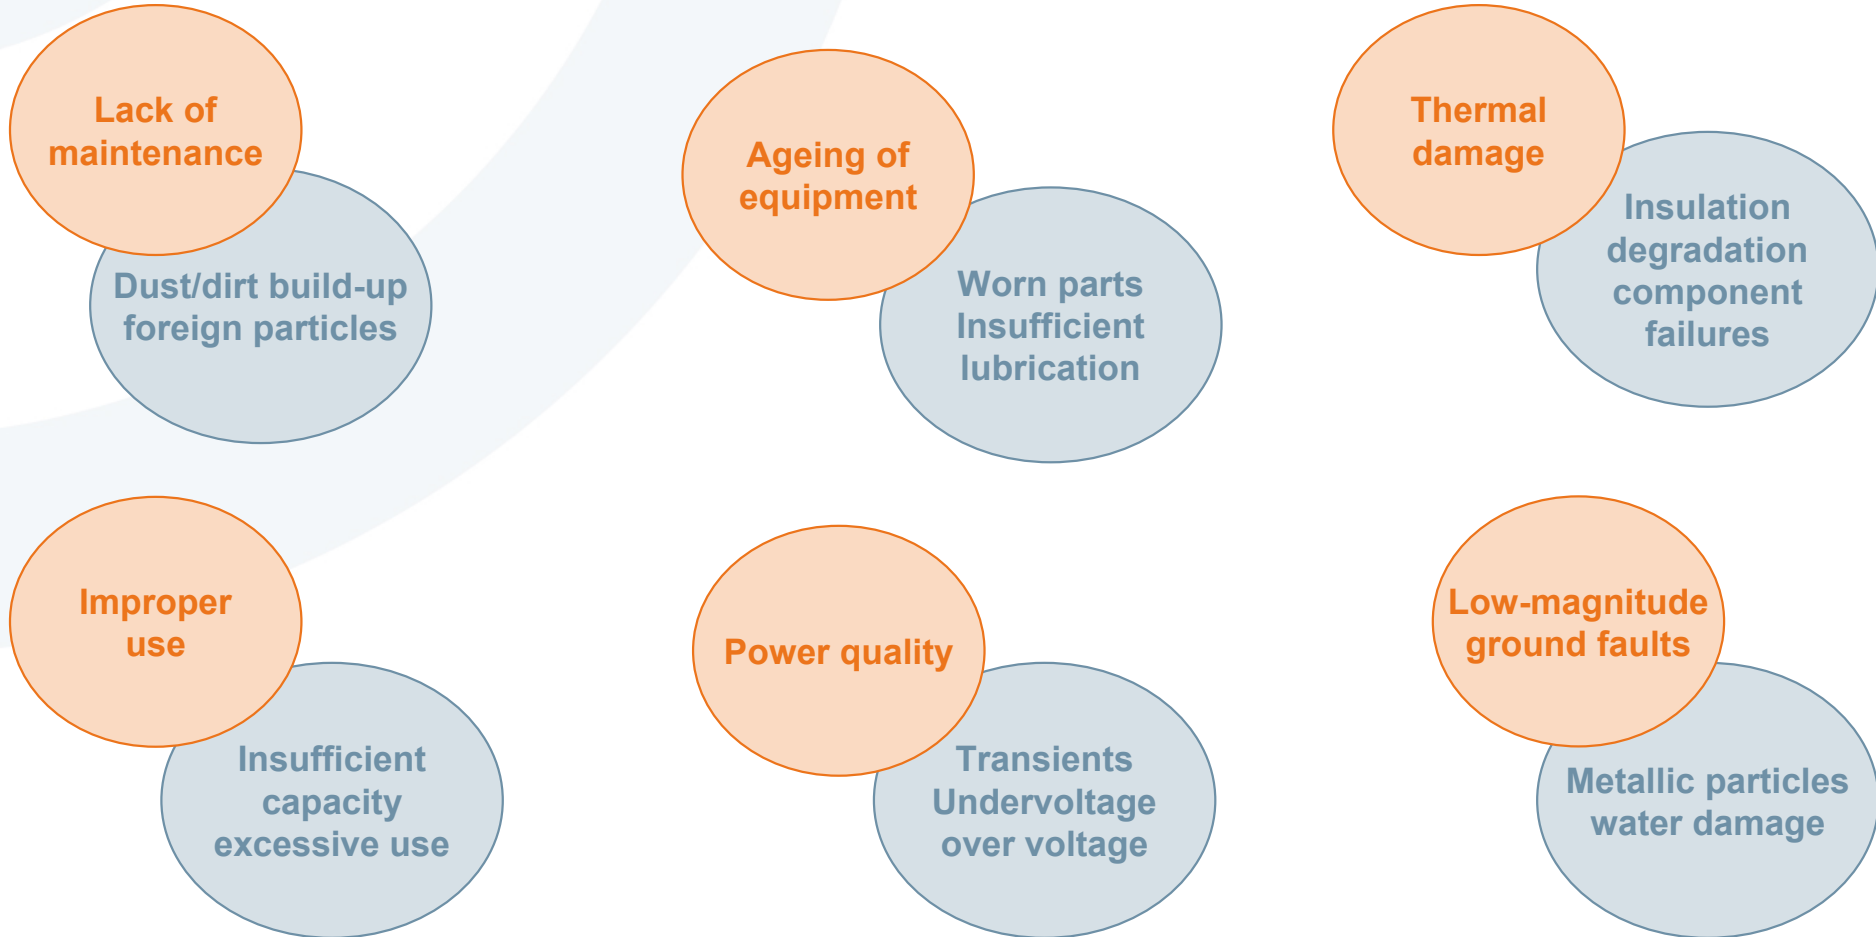 Lack of
maintenance
Dust/dirt build-up
foreign particles
Ageing of
equipment
Worn parts
Insufficient
lubrication
Thermal
damage
Insulation
degradation
component
failures
Improper
use
Insufficient
capacity
excessive use
Power quality
Transients
Undervoltage
over voltage
Low-magnitude
ground faults
Metallic particles
water damage